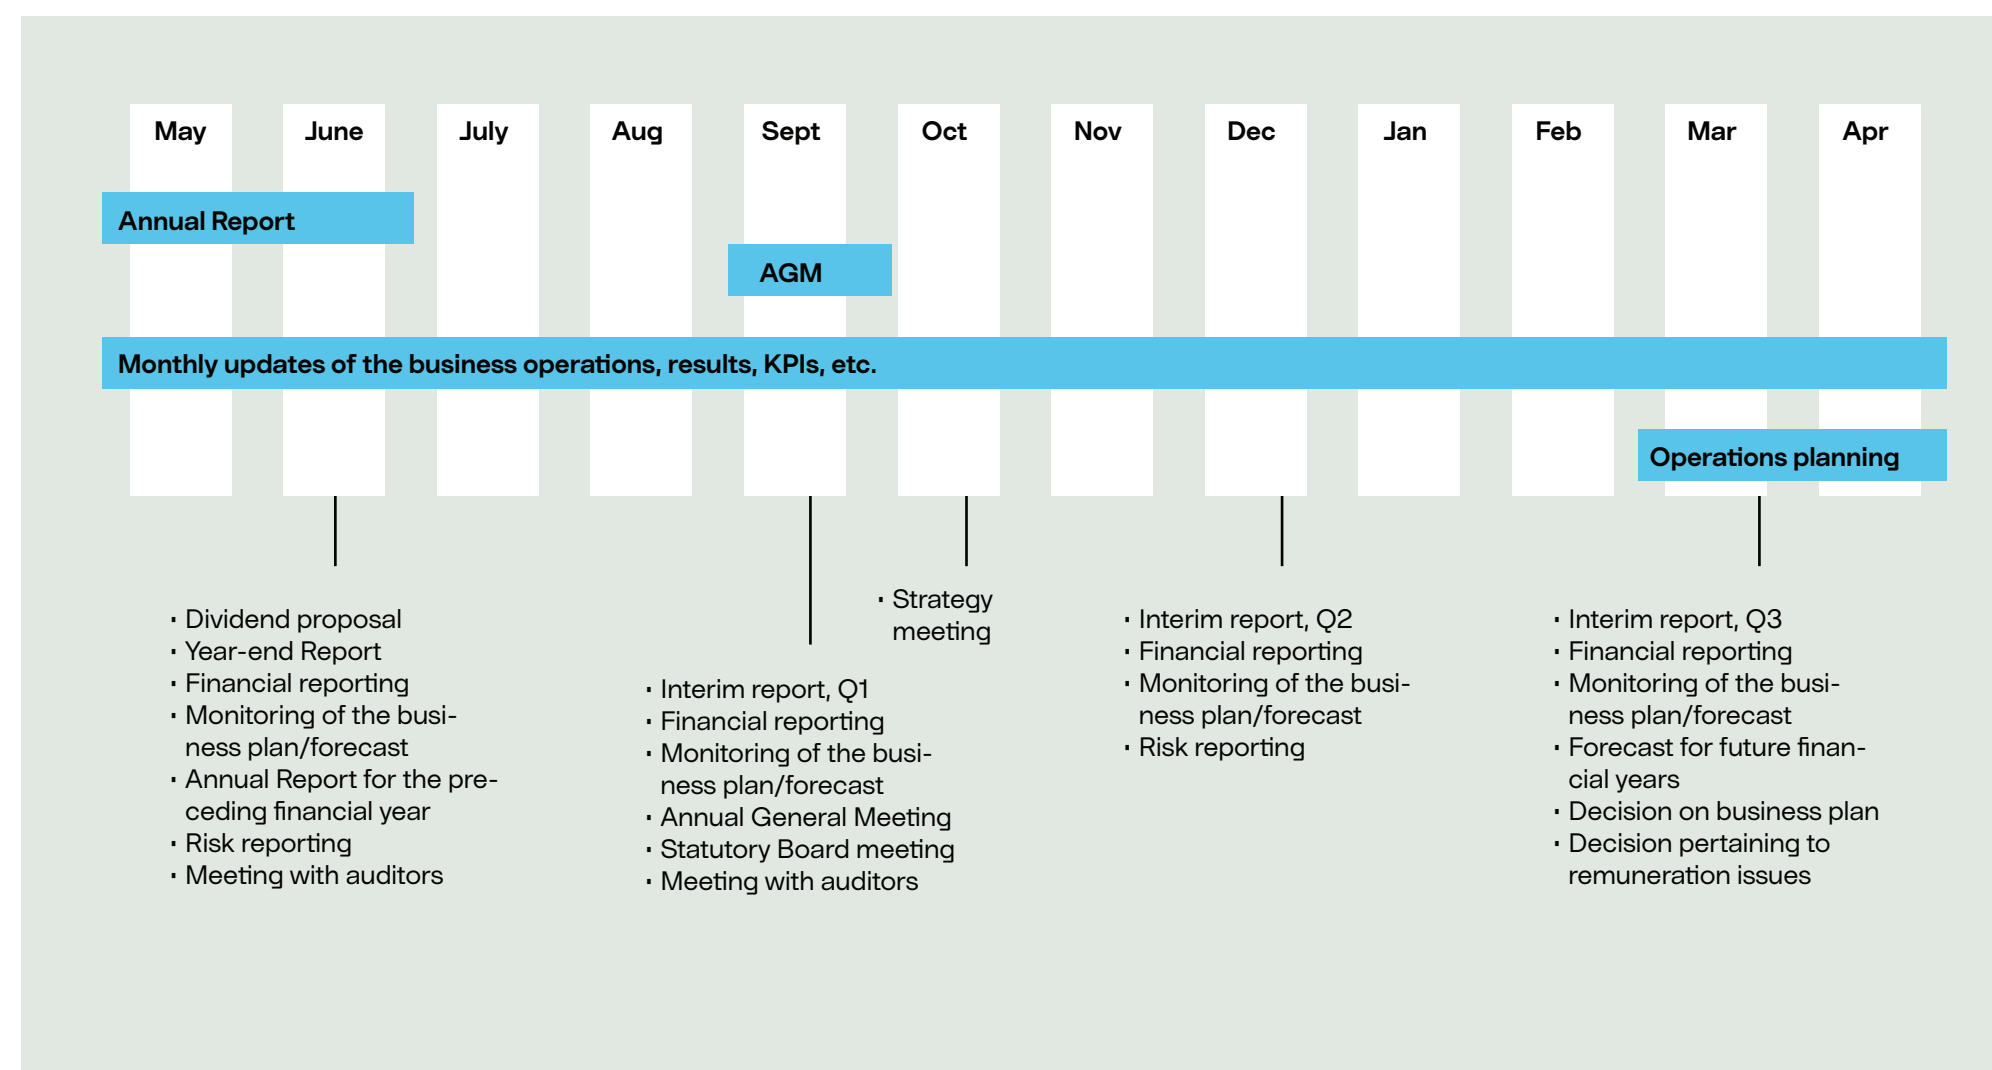 May June July Aug Sept Oct Nov Dec Jan Feb Mar Apr
Annual Report
AGM
Monthly updates of the business operations, results, KPIs, etc.
Operations planning
· Dividend proposal
· Year-end Report
· Financial reporting
· Monitoring of the busi-
ness plan/forecast
· Annual Report for the pre-
ceding financial year
· Risk reporting
· Meeting with auditors
· Interim report, Q1
· Financial reporting
· Monitoring of the busi-
ness plan/forecast
· Annual General Meeting
· Statutory Board meeting
· Meeting with auditors
· Strategy
meeting
· Interim report, Q2
· Financial reporting
· Monitoring of the busi-
ness plan/forecast
· Risk reporting
· Interim report, Q3
· Financial reporting
· Monitoring of the busi-
ness plan/forecast
· Forecast for future finan-
cial years
· Decision on business plan
· Decision pertaining to
remuneration issues